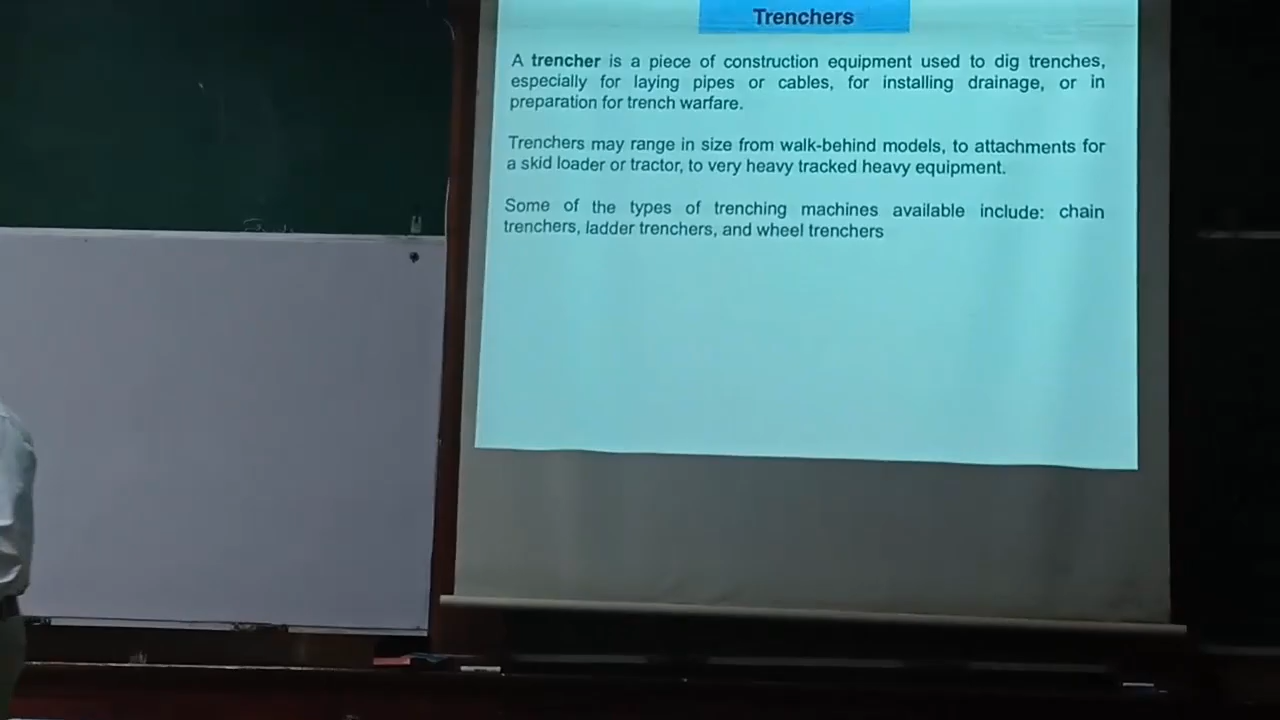 Trenchers
A trencher is a piece of construction equipment used to dig trenches,
especially for laying pipes or cables, for installing drainage, or in
preparation for trench warfare.
Trenchers may range in size from walk-behind models, to attachments for
a skid loader or tractor, to very heavy tracked heavy equipment.
Some of the types of trenching machines available include: chain
trenchers, ladder trenchers, and wheel trenchers